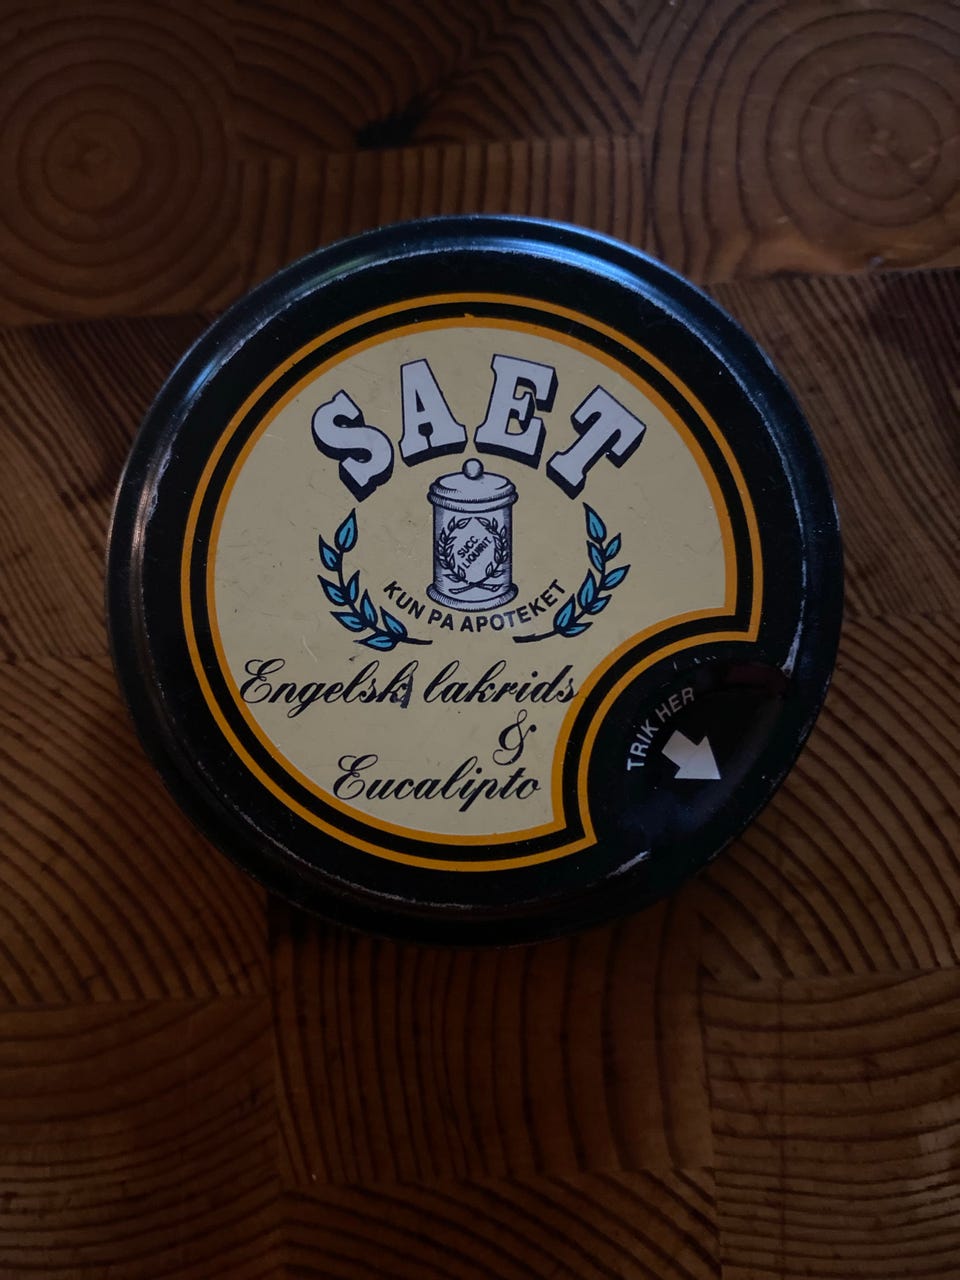 SAET
SUCC.
LIQUIRIT.
KUN PA APOTEKET
Engelsk lakrids
&
Eucalipto
TRIK HER